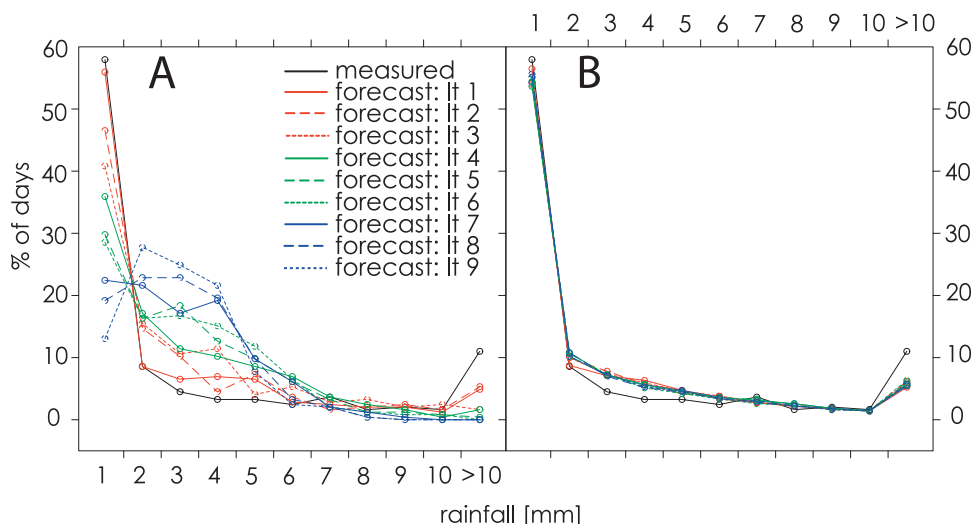 1 2 3 4 5 6 7 8 9 10 >10
60 A measured B 60
forecast: lt 1
50 forecast: lt 2 50
forecast: lt 3
40 forecast: lt 4 40
forecast: lt 5
forecast: lt 6
30 forecast: lt 7 30
forecast: lt 8
forecast: lt 9
20 20
10 10
0 0
% of days
1 2 3 4 5 6 7 8 9 10 >10
rainfall [mm]